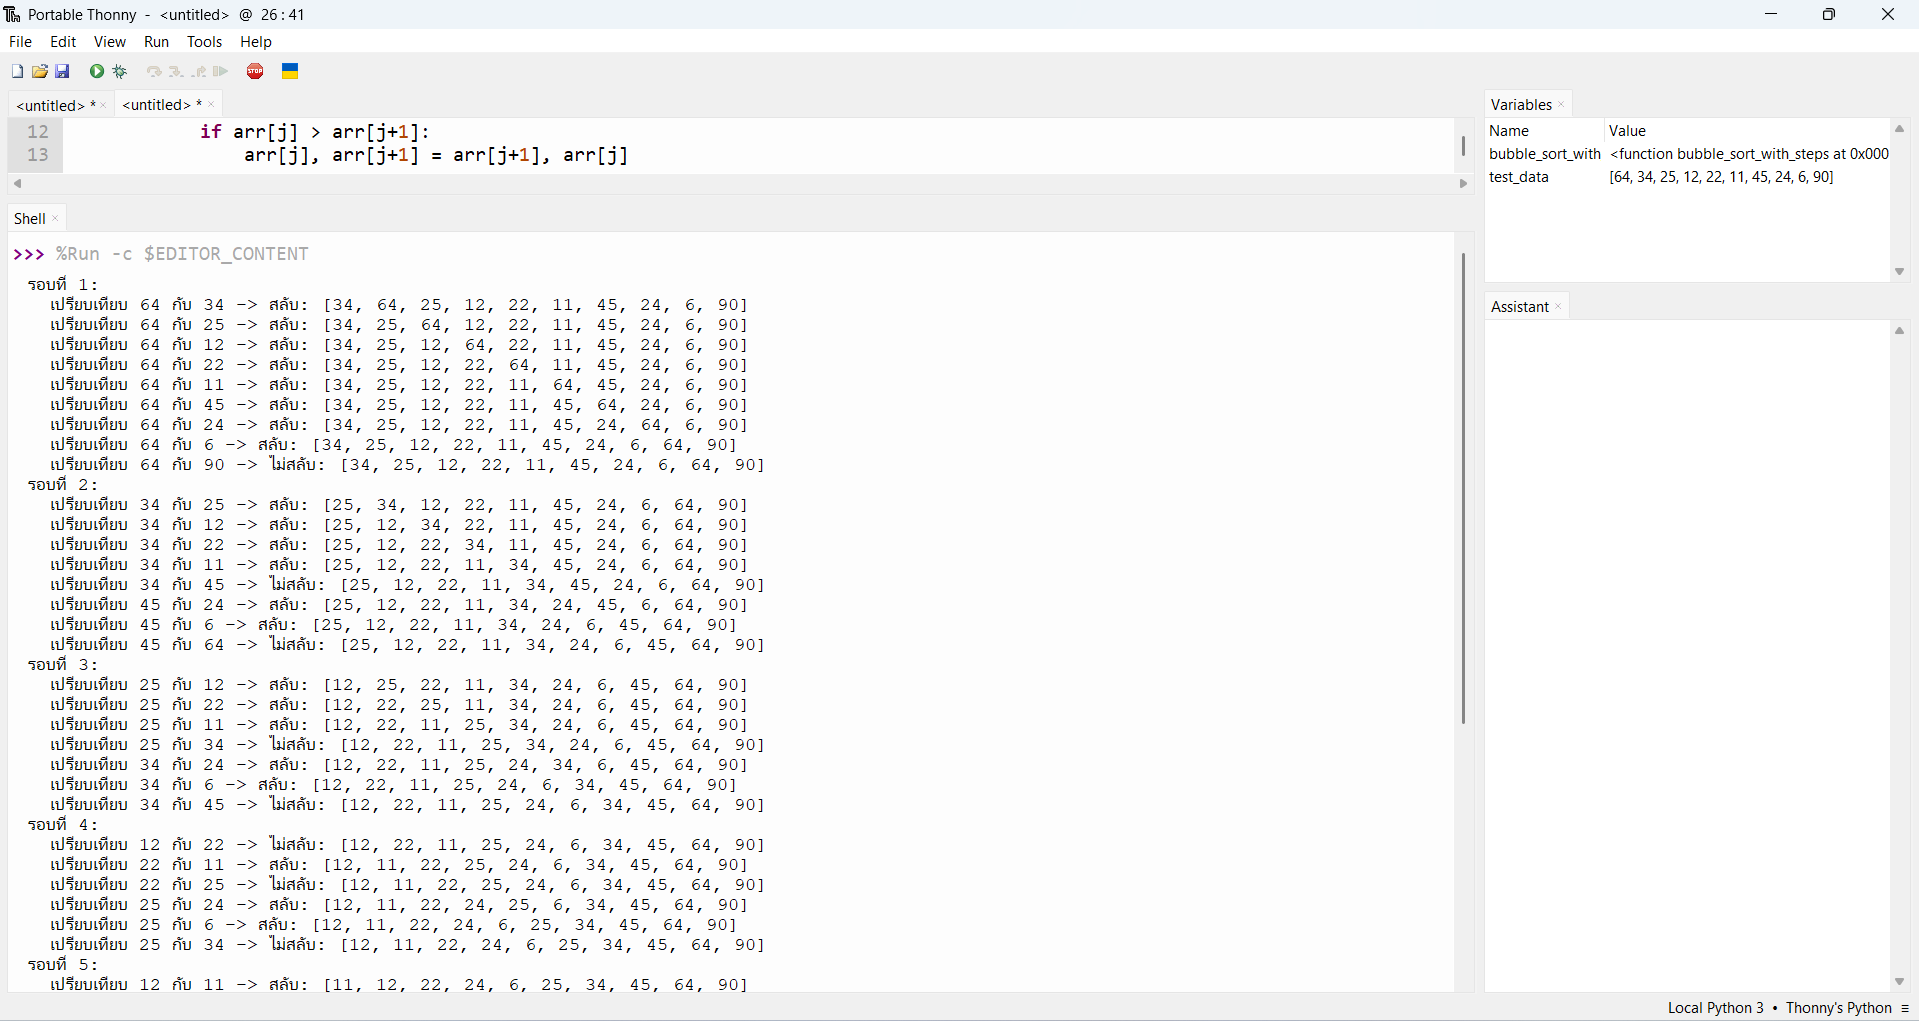 Portable Thonny - <untitled> @ 26:41
File Edit View Run Tools Help
STOP
<untitled> * × <untitled> * ×
12 if arr[j] > arr[j+1]:
13 arr[j], arr[j+1] = arr[j+1], arr[j]
Shell ×
>>> %Run -c $EDITOR_CONTENT
รอบที่ 1:
เปรียบเทียบ 64 กับ 34 -> สลับ: [34, 64, 25, 12, 22, 11, 45, 24, 6, 90]
เปรียบเทียบ 64 กับ 25 -> สลับ: [34, 25, 64, 12, 22, 11, 45, 24, 6, 90]
เปรียบเทียบ 64 กับ 12 -> สลับ: [34, 25, 12, 64, 22, 11, 45, 24, 6, 90]
เปรียบเทียบ 64 กับ 22 -> สลับ: [34, 25, 12, 22, 64, 11, 45, 24, 6, 90]
เปรียบเทียบ 64 กับ 11 -> สลับ: [34, 25, 12, 22, 11, 64, 45, 24, 6, 90]
เปรียบเทียบ 64 กับ 45 -> สลับ: [34, 25, 12, 22, 11, 45, 64, 24, 6, 90]
เปรียบเทียบ 64 กับ 24 -> สลับ: [34, 25, 12, 22, 11, 45, 24, 64, 6, 90]
เปรียบเทียบ 64 กับ 6 -> สลับ: [34, 25, 12, 22, 11, 45, 24, 6, 64, 90]
เปรียบเทียบ 64 กับ 90 -> ไม่สลับ: [34, 25, 12, 22, 11, 45, 24, 6, 64, 90]
รอบที่ 2:
เปรียบเทียบ 34 กับ 25 -> สลับ: [25, 34, 12, 22, 11, 45, 24, 6, 64, 90]
เปรียบเทียบ 34 กับ 12 -> สลับ: [25, 12, 34, 22, 11, 45, 24, 6, 64, 90]
เปรียบเทียบ 34 กับ 22 -> สลับ: [25, 12, 22, 34, 11, 45, 24, 6, 64, 90]
เปรียบเทียบ 34 กับ 11 -> สลับ: [25, 12, 22, 11, 34, 45, 24, 6, 64, 90]
เปรียบเทียบ 34 กับ 45 -> ไม่สลับ: [25, 12, 22, 11, 34, 45, 24, 6, 64, 90]
เปรียบเทียบ 45 กับ 24 -> สลับ: [25, 12, 22, 11, 34, 24, 45, 6, 64, 90]
เปรียบเทียบ 45 กับ 6 -> สลับ: [25, 12, 22, 11, 34, 24, 6, 45, 64, 90]
เปรียบเทียบ 45 กับ 64 -> ไม่สลับ: [25, 12, 22, 11, 34, 24, 6, 45, 64, 90]
รอบที่ 3:
เปรียบเทียบ 25 กับ 12 -> สลับ: [12, 25, 22, 11, 34, 24, 6, 45, 64, 90]
เปรียบเทียบ 25 กับ 22 -> สลับ: [12, 22, 25, 11, 34, 24, 6, 45, 64, 90]
เปรียบเทียบ 25 กับ 11 -> สลับ: [12, 22, 11, 25, 34, 24, 6, 45, 64, 90]
เปรียบเทียบ 25 กับ 34 -> ไม่สลับ: [12, 22, 11, 25, 34, 24, 6, 45, 64, 90]
เปรียบเทียบ 34 กับ 24 -> สลับ: [12, 22, 11, 25, 24, 34, 6, 45, 64, 90]
เปรียบเทียบ 34 กับ 6 -> สลับ: [12, 22, 11, 25, 24, 6, 34, 45, 64, 90]
เปรียบเทียบ 34 กับ 45 -> ไม่สลับ: [12, 22, 11, 25, 24, 6, 34, 45, 64, 90]
รอบที่ 4:
เปรียบเทียบ 12 กับ 22 -> ไม่สลับ: [12, 22, 11, 25, 24, 6, 34, 45, 64, 90]
เปรียบเทียบ 22 กับ 11 -> สลับ: [12, 11, 22, 25, 24, 6, 34, 45, 64, 90]
เปรียบเทียบ 22 กับ 25 -> ไม่สลับ: [12, 11, 22, 25, 24, 6, 34, 45, 64, 90]
เปรียบเทียบ 25 กับ 24 -> สลับ: [12, 11, 22, 24, 25, 6, 34, 45, 64, 90]
เปรียบเทียบ 25 กับ 6 -> สลับ: [12, 11, 22, 24, 6, 25, 34, 45, 64, 90]
เปรียบเทียบ 25 กับ 34 -> ไม่สลับ: [12, 11, 22, 24, 6, 25, 34, 45, 64, 90]
รอบที่ 5:
เปรียบเทียบ 12 กับ 11 -> สลับ: [11, 12, 22, 24, 6, 25, 34, 45, 64, 90]
Variables ×
Name Value
bubble_sort_with <function bubble_sort_with_steps at 0x000
test_data [64, 34, 25, 12, 22, 11, 45, 24, 6, 90]
Assistant ×
Local Python 3 • Thonny's Python ≡